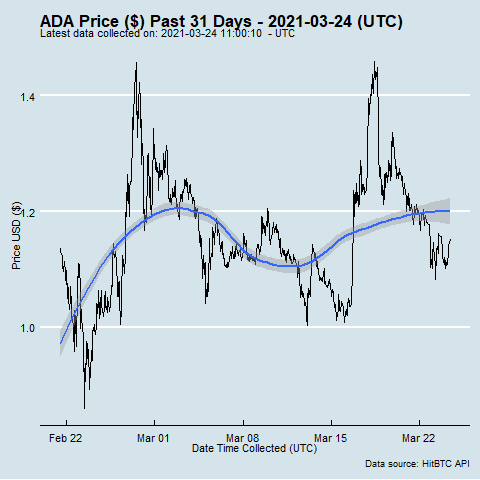 ADA Price ($) Past 31 Days - 2021-03-24 (UTC)
Latest data collected on: 2021-03-24 11:00:10  - UTC
1.4
1.2
1.0
Price USD ($)
Feb 22
Mar 01
Mar 08
Mar 15
Mar 22
Date Time Collected (UTC)
Data source: HitBTC API